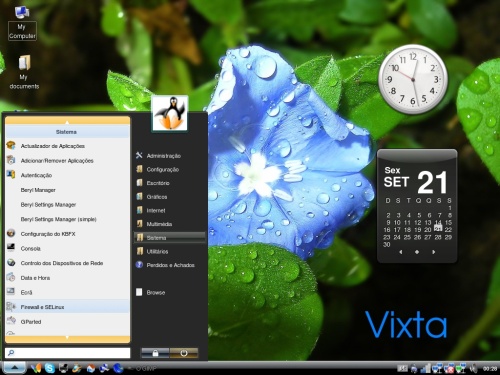 My
Computer
My
documents
Sistema
Actualizador de Aplicações
Adicionar/Remover Aplicações
Autenticação
Beryl Manager
Beryl Settings Manager
Beryl Settings Manager (simple)
Configuração do KBFX
Consola
Controlo dos Dispositivos de Rede
Data e Hora
Ecrã
Firewall e SELinux
GParted
Administração
Configuração
Escritório
Gráficos
Internet
Multimédia
Sistema
Utilitários
Perdidos e Achados
Browse
Sex
SET 21
D S T Q Q S S
1
2 3 4 5 6 7 8
9 10 11 12 13 14 15
16 17 18 19 20 21 22
23 24 25 26 27 28 29
30
Vixta
O GIMP
00:28